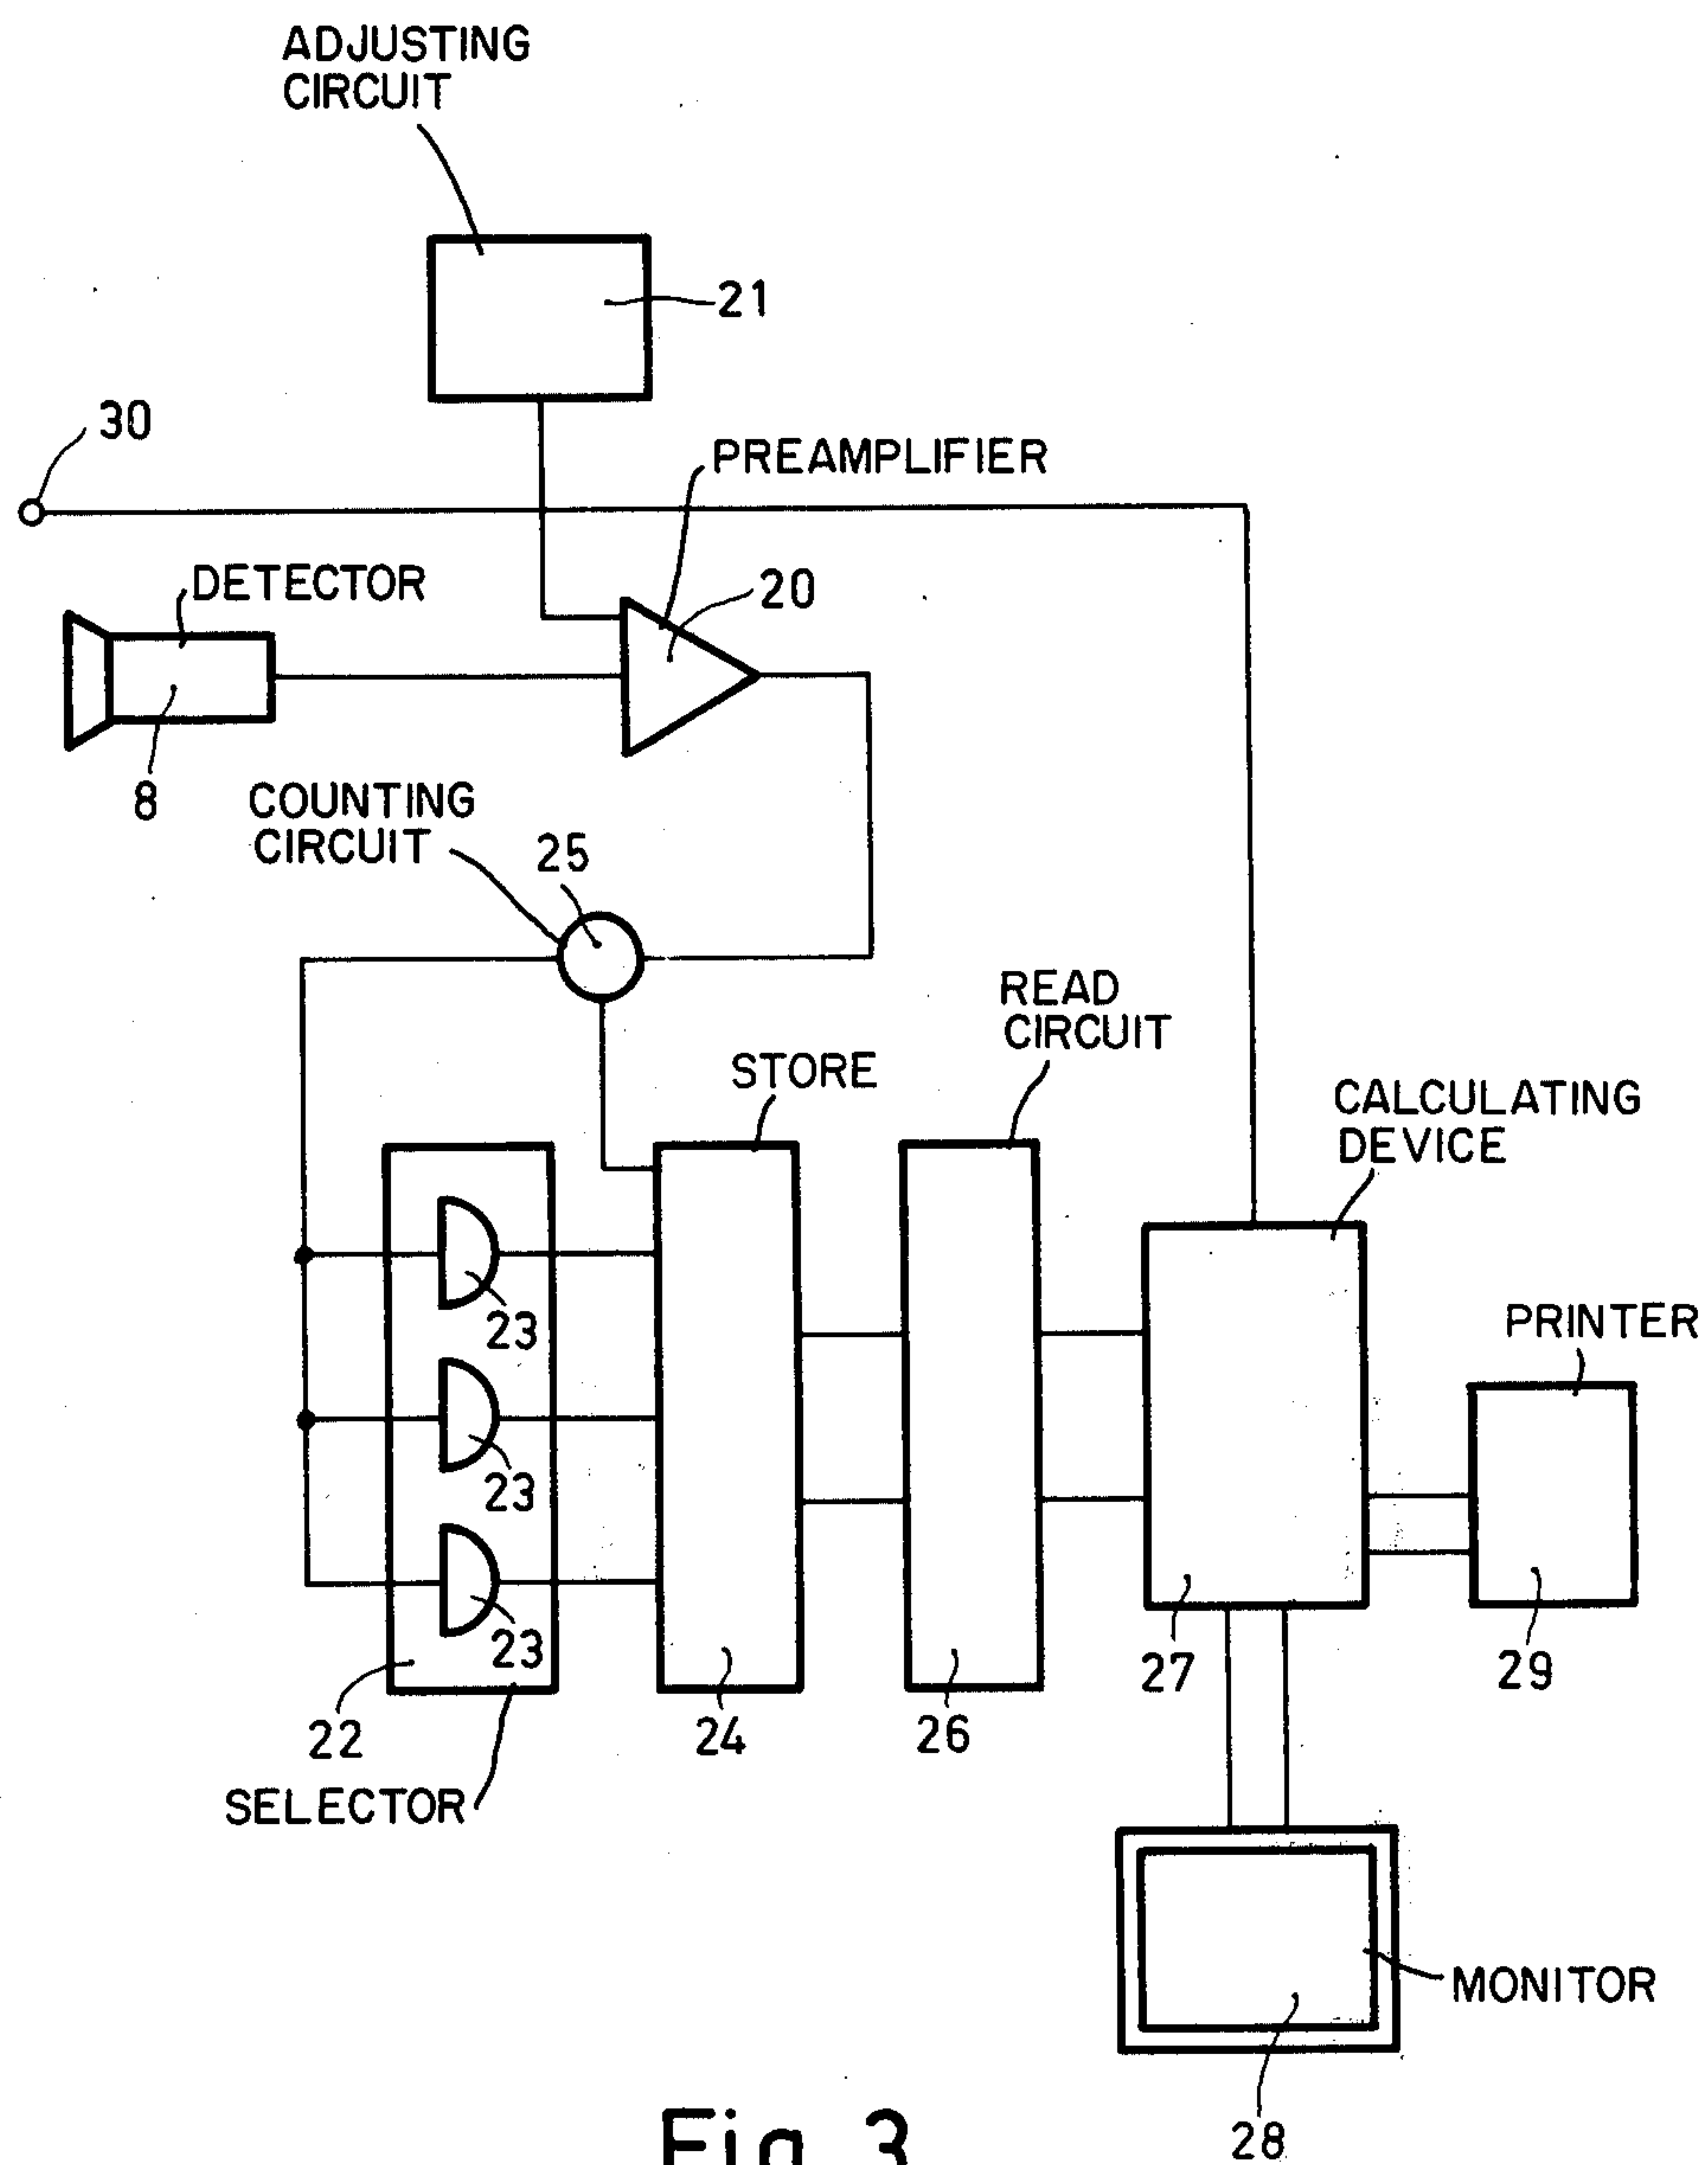 ADJUSTING
CIRCUIT
21
30
PREAMPLIFIER
DETECTOR
20
8
COUNTING
CIRCUIT
25
READ
CIRCUIT
STORE
CALCULATING
DEVICE
PRINTER
23
23
23
22
24
26
27
29
SELECTOR
MONITOR
28
Fig. 3